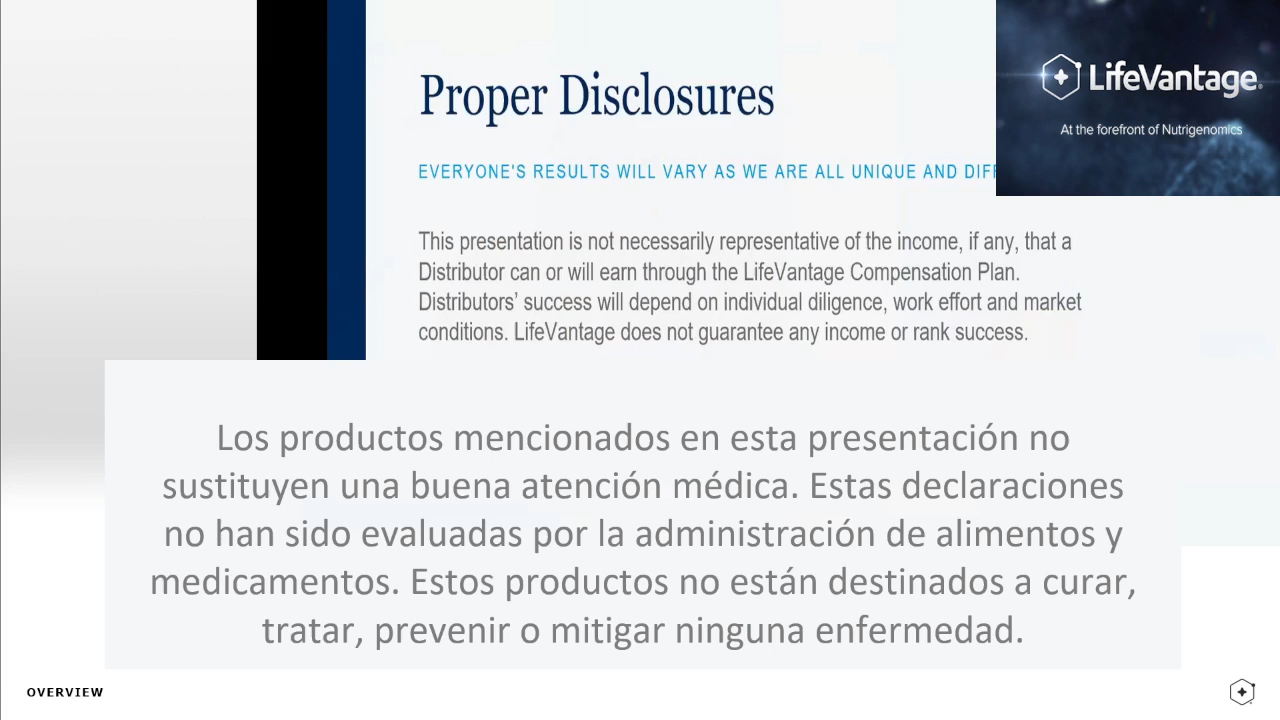 Proper Disclosures
LifeVantage®
At the forefront of Nutrigenomics
EVERYONE'S RESULTS WILL VARY AS WE ARE ALL UNIQUE AND
This presentation is not necessarily representative of the income, if any, that a
Distributor can or will earn through the LifeVantage Compensation Plan.
Distributors’ success will depend on individual diligence, work effort and market
conditions. LifeVantage does not guarantee any income or rank success.
Los productos mencionados en esta presentación no
sustituyen una buena atención médica. Estas declaraciones
no han sido evaluadas por la administración de alimentos y
medicamentos. Estos productos no están destinados a curar,
tratar, prevenir o mitigar ninguna enfermedad.
OVERVIEW